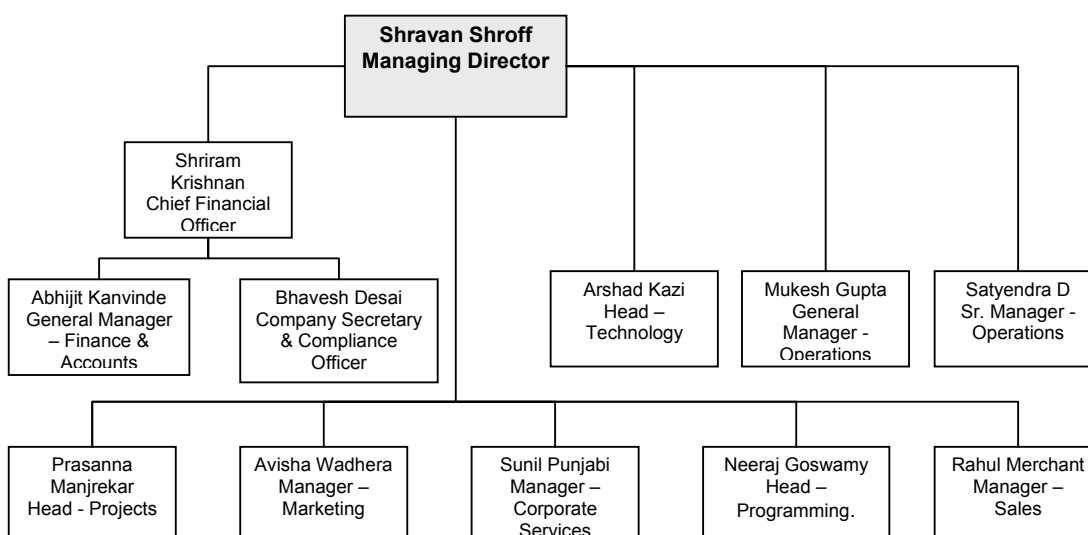 Shravan Shroff
Managing Director
Shriram
Krishnan
Chief Financial
Officer
Abhijit Kanvinde
General Manager
– Finance &
Accounts
Bhavesh Desai
Company Secretary
& Compliance
Officer
Arshad Kazi
Head –
Technology
Mukesh Gupta
General
Manager -
Operations
Satyendra D
Sr. Manager -
Operations
Prasanna
Manjrekar
Head - Projects
Avisha Wadhera
Manager –
Marketing
Sunil Punjabi
Manager –
Corporate
Services
Neeraj Goswamy
Head –
Programming.
Rahul Merchant
Manager –
Sales